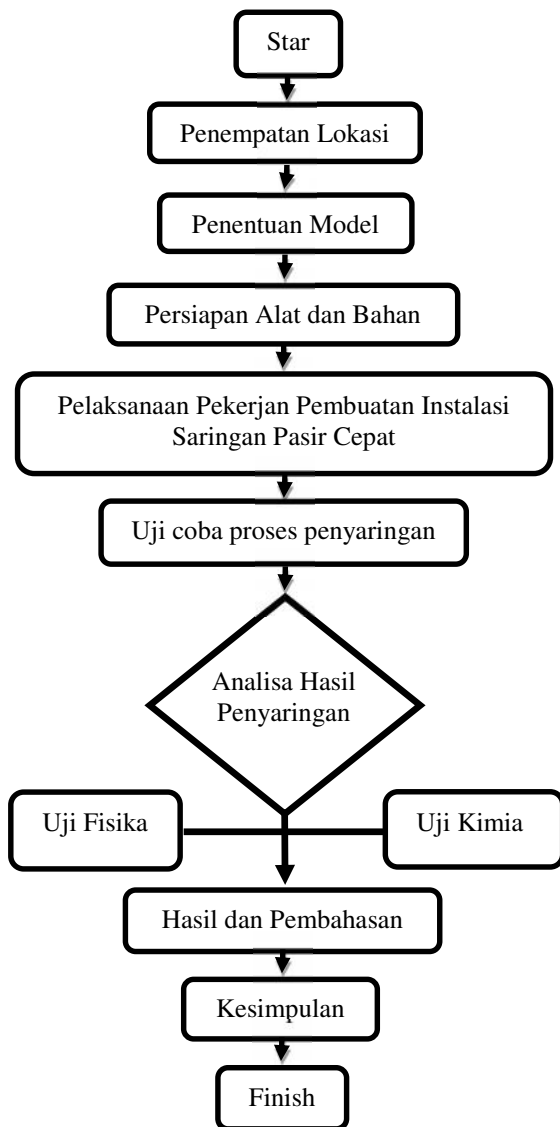 Star
Penempatan Lokasi
Penentuan Model
Persiapan Alat dan Bahan
Pelaksanaan Pekerjan Pembuatan Instalasi
Saringan Pasir Cepat
Uji coba proses penyaringan
Analisa Hasil
Penyaringan
Uji Fisika
Uji Kimia
Hasil dan Pembahasan
Kesimpulan
Finish